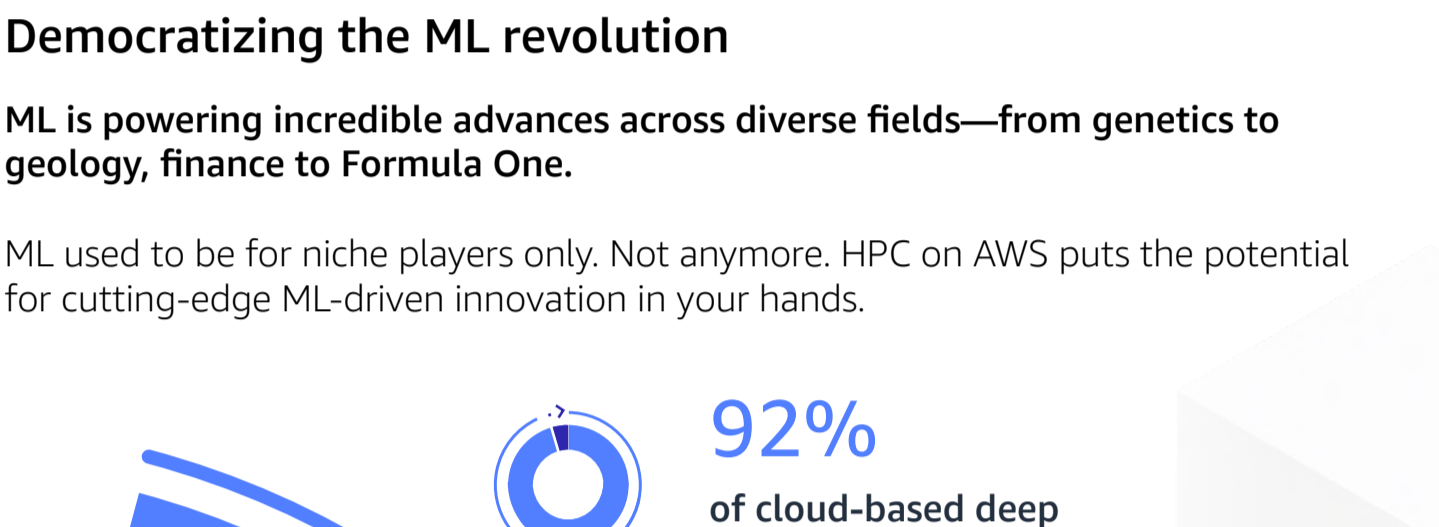 Democratizing the ML revolution
ML is powering incredible advances across diverse fields—from genetics to
geology, finance to Formula One.
ML used to be for niche players only. Not anymore. HPC on AWS puts the potential
for cutting-edge ML-driven innovation in your hands.
92%
of cloud-based deep